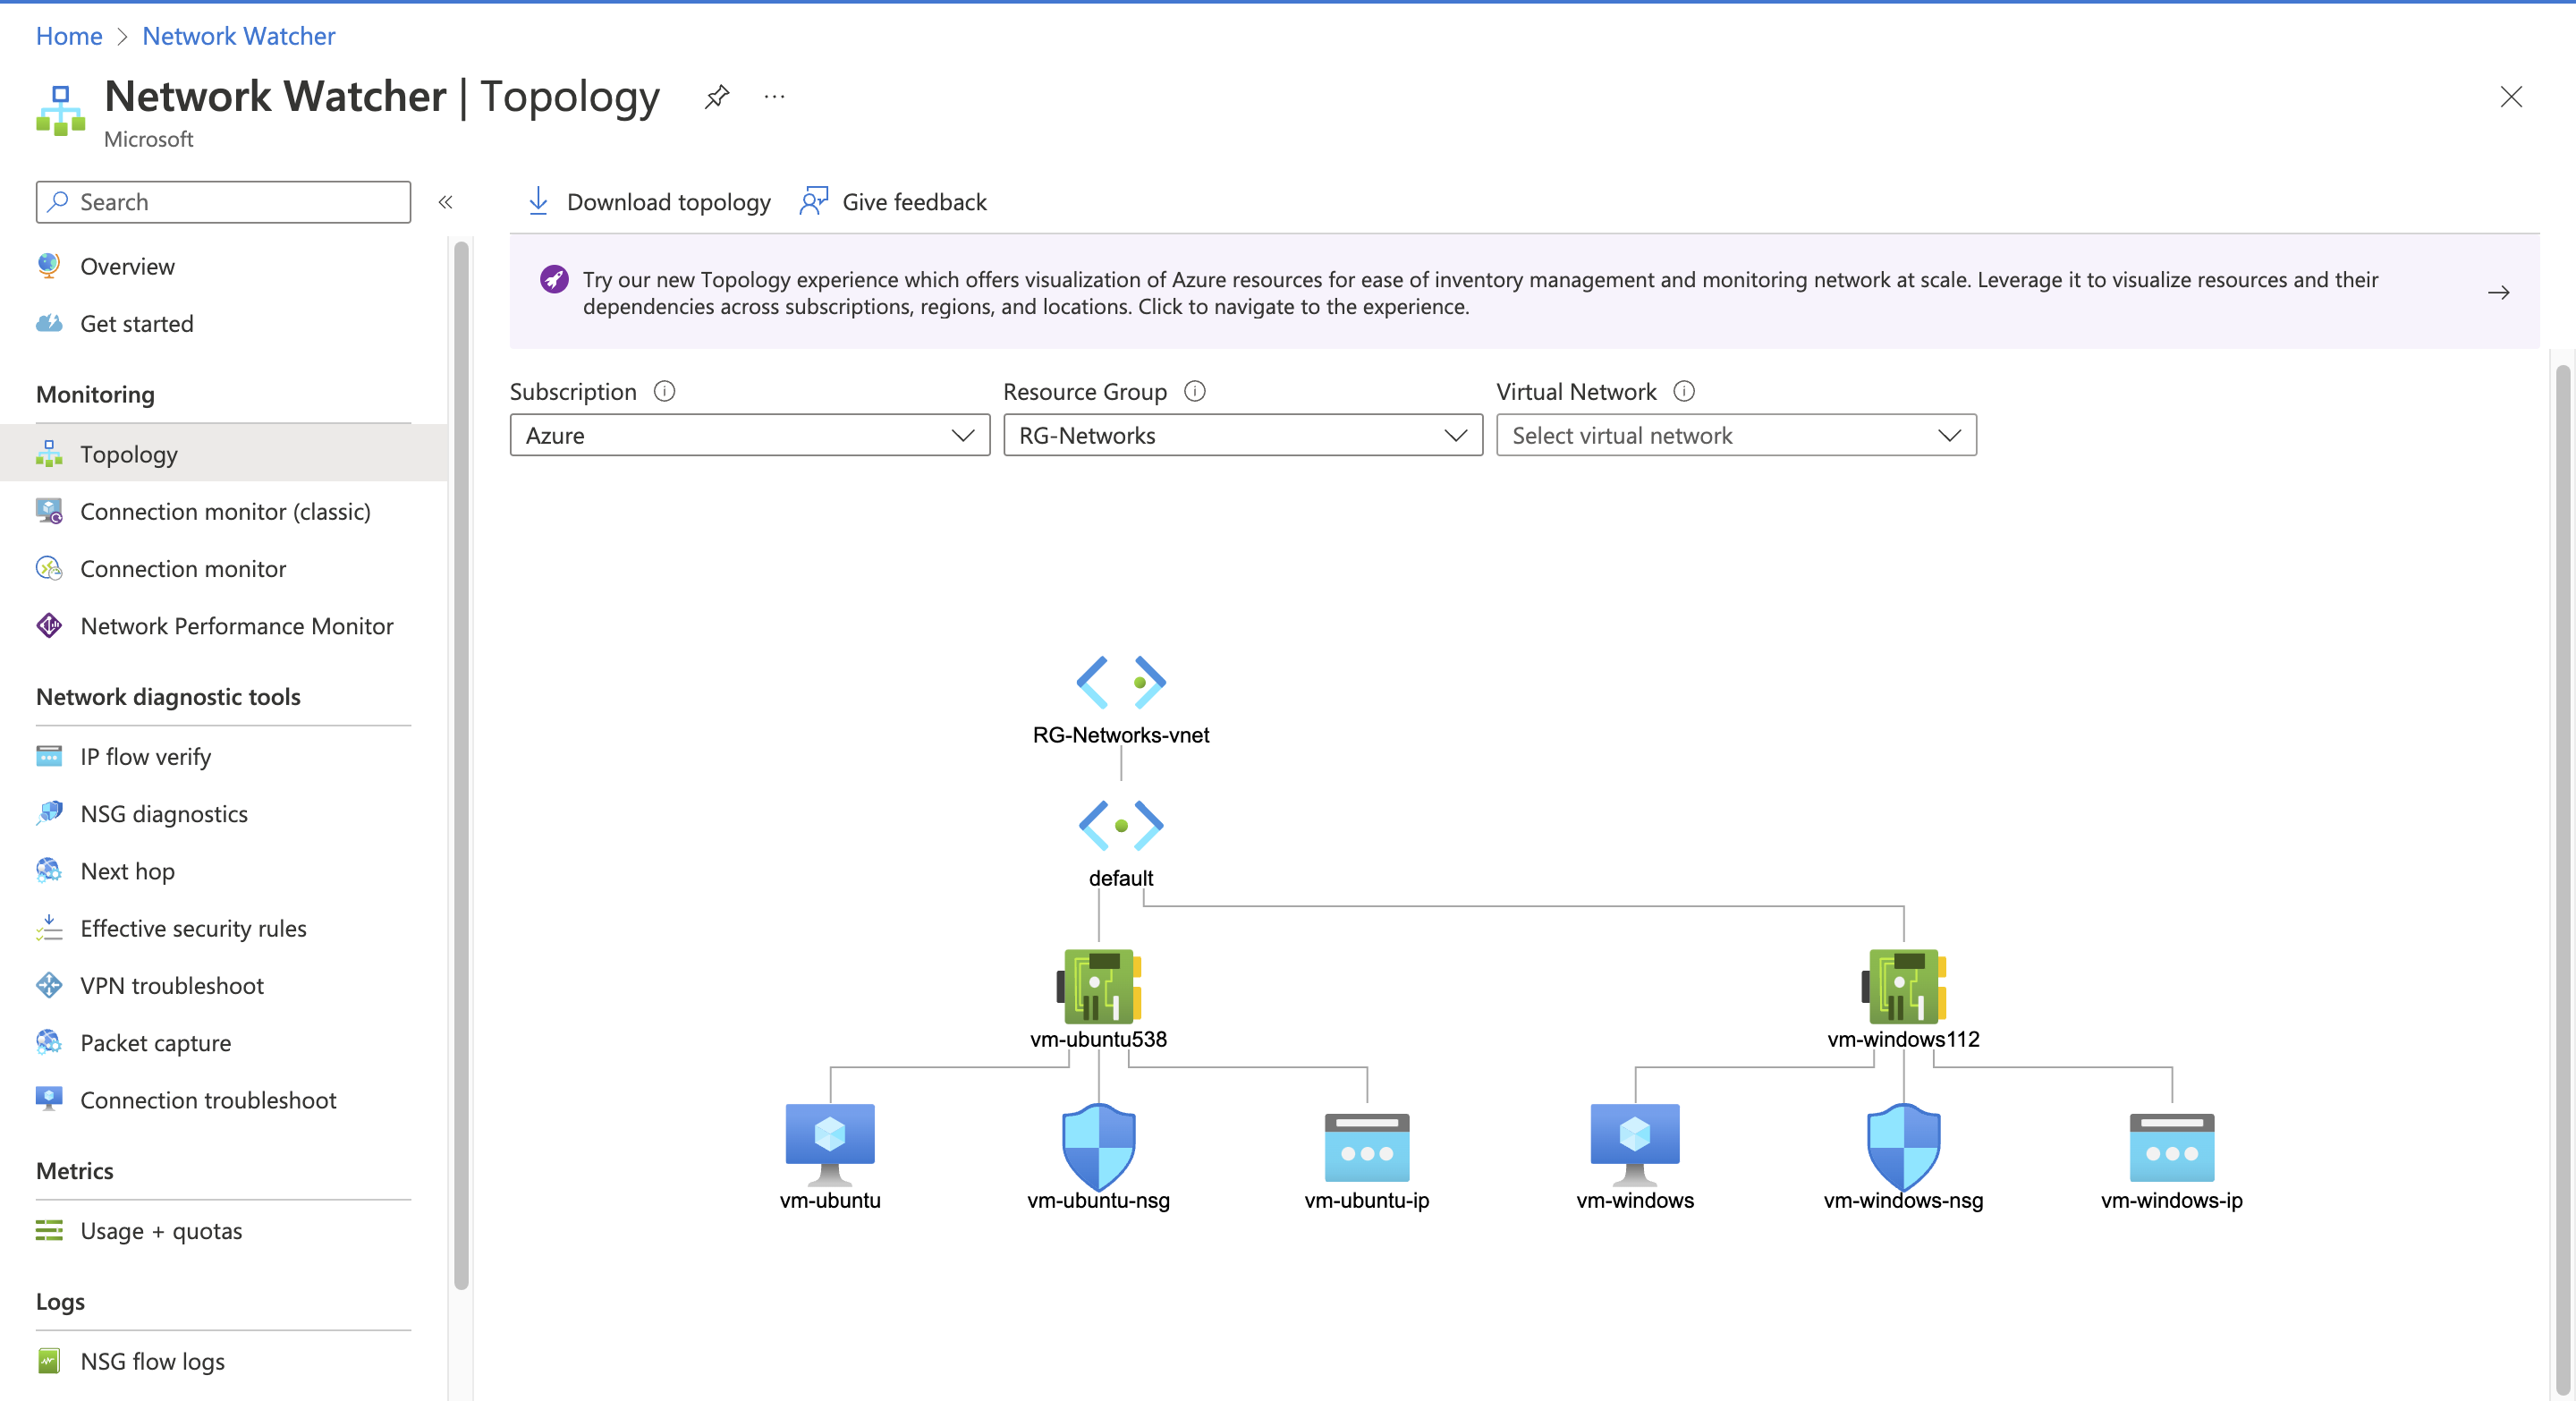 Home > Network Watcher
Network Watcher | Topology ...
Microsoft
Search «
Overview
Get started
Monitoring
Topology
Connection monitor (classic)
Connection monitor
Network Performance Monitor
Network diagnostic tools
IP flow verify
NSG diagnostics
Next hop
Effective security rules
VPN troubleshoot
Packet capture
Connection troubleshoot
Metrics
Usage + quotas
Logs
NSG flow logs
Download topology Give feedback
Try our new Topology experience which offers visualization of Azure resources for ease of inventory management and monitoring network at scale. Leverage it to visualize resources and their
dependencies across subscriptions, regions, and locations. Click to navigate to the experience.
Subscription Resource Group Virtual Network
Azure RG-Networks Select virtual network
RG-Networks-vnet
default
vm-ubuntu538 vm-windows112
vm-ubuntu vm-ubuntu-nsg vm-ubuntu-ip vm-windows vm-windows-nsg vm-windows-ip